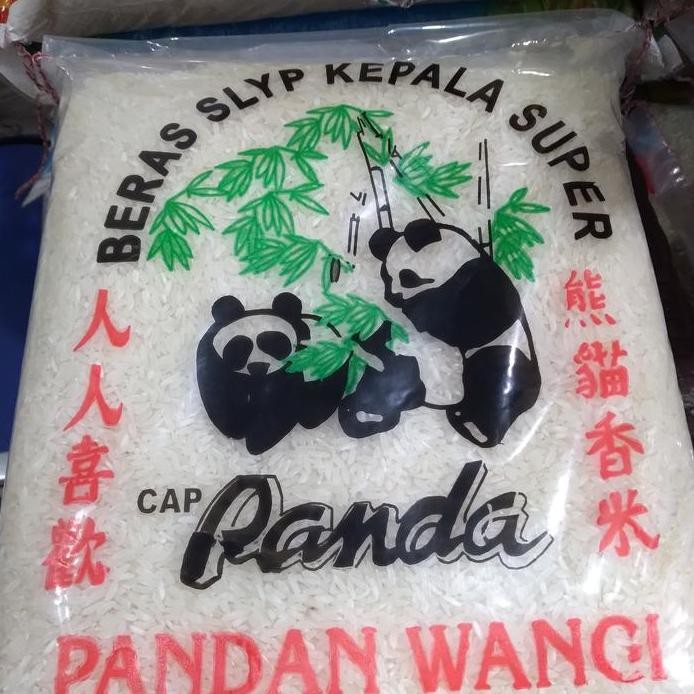 BERAS SLYP KEPALA SUPER
人人喜歡
熊貓香米
CAP Panda
PANDAN WANGI